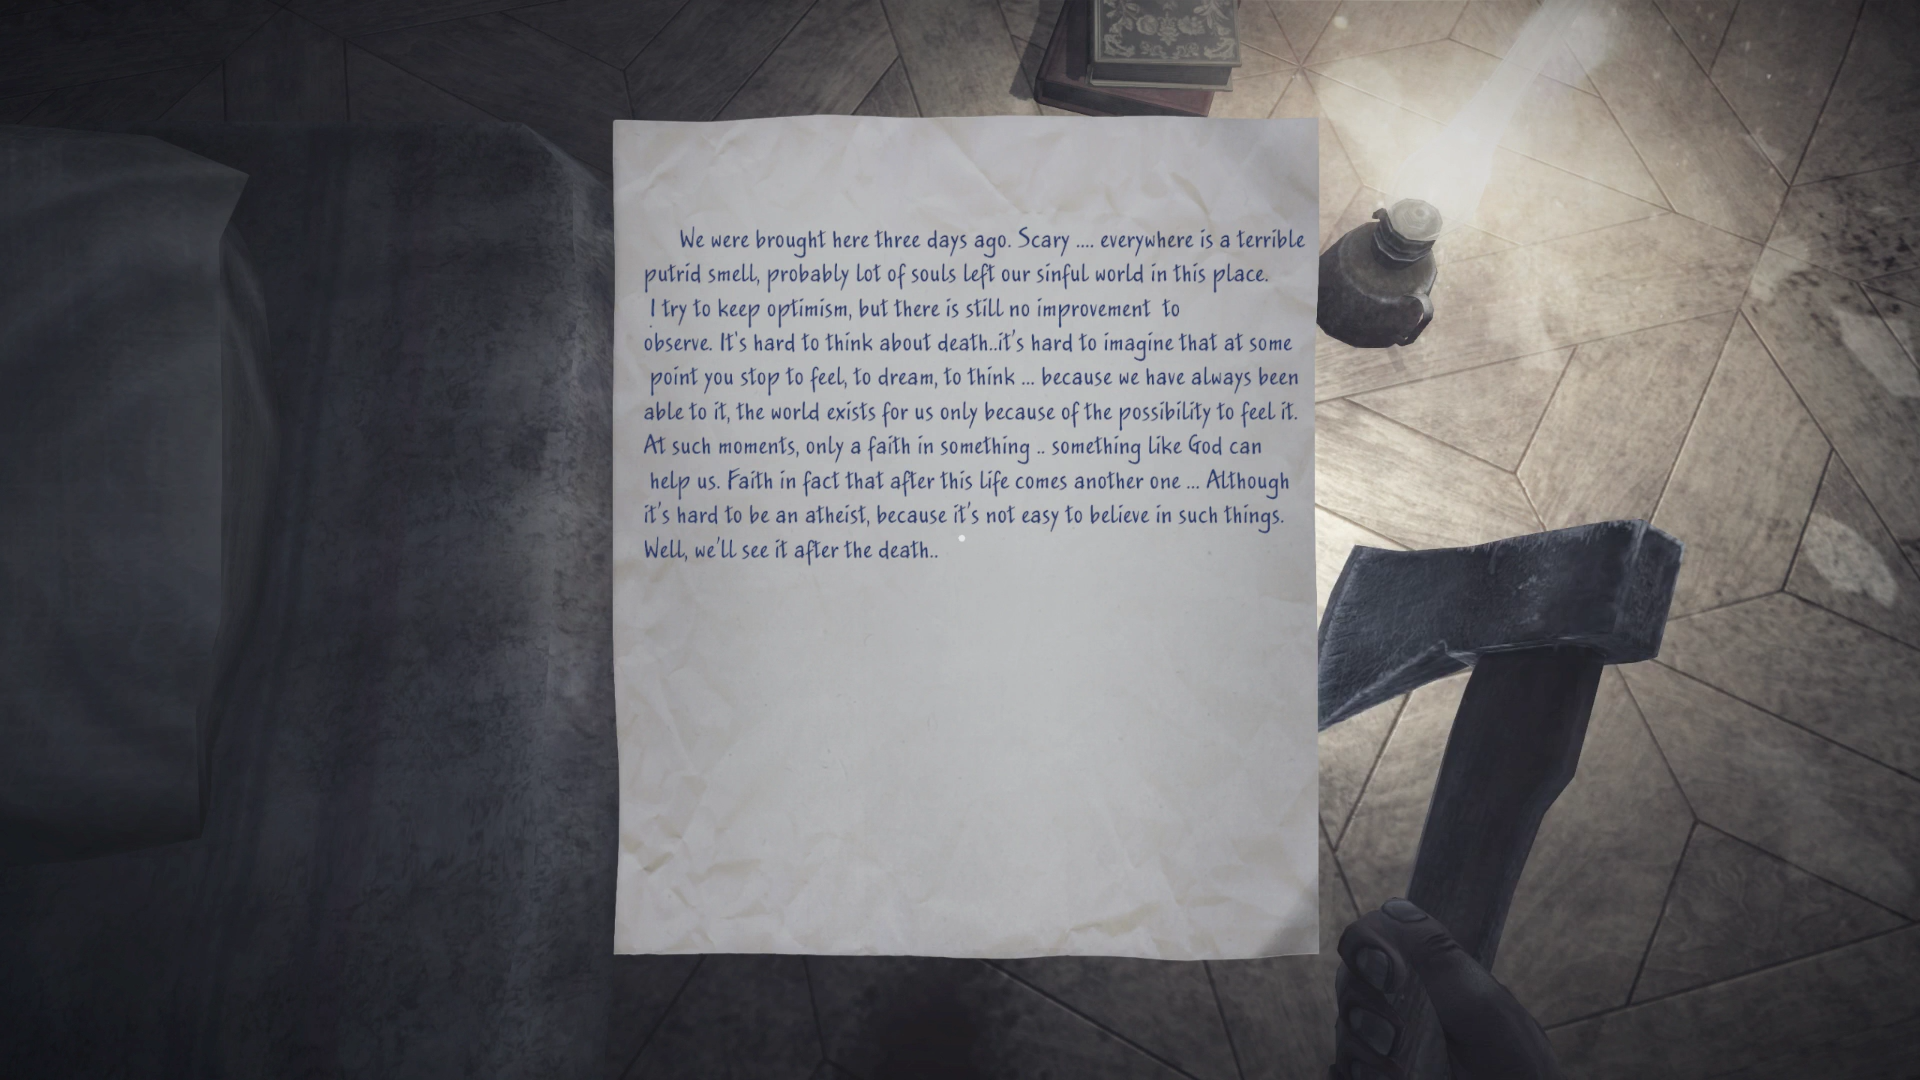 We were brought here three days ago. Scary .... everywhere is a terrible
putrid smell, probably lot of souls left our sinful world in this place.
I try to keep optimism, but there is still no improvement to
observe. It's hard to think about death..it's hard to imagine that at some
point you stop to feel, to dream, to think ... because we have always been
able to it, the world exists for us only because of the possibility to feel it.
At such moments, only a faith in something .. something like God can
help us. Faith in fact that after this life comes another one ... Although
it's hard to be an atheist, because it's not easy to believe in such things.
Well, we'll see it after the death..